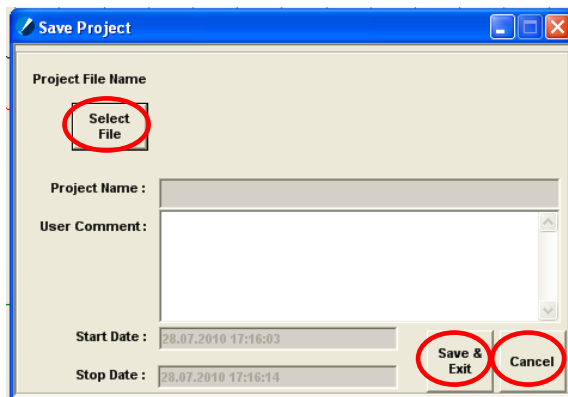 Save Project
Project File Name
Select
File
Project Name :
User Comment:
Start Date : 28.07.2010 17:16:03
Stop Date : 28.07.2010 17:16:14
Save &
Exit
Cancel